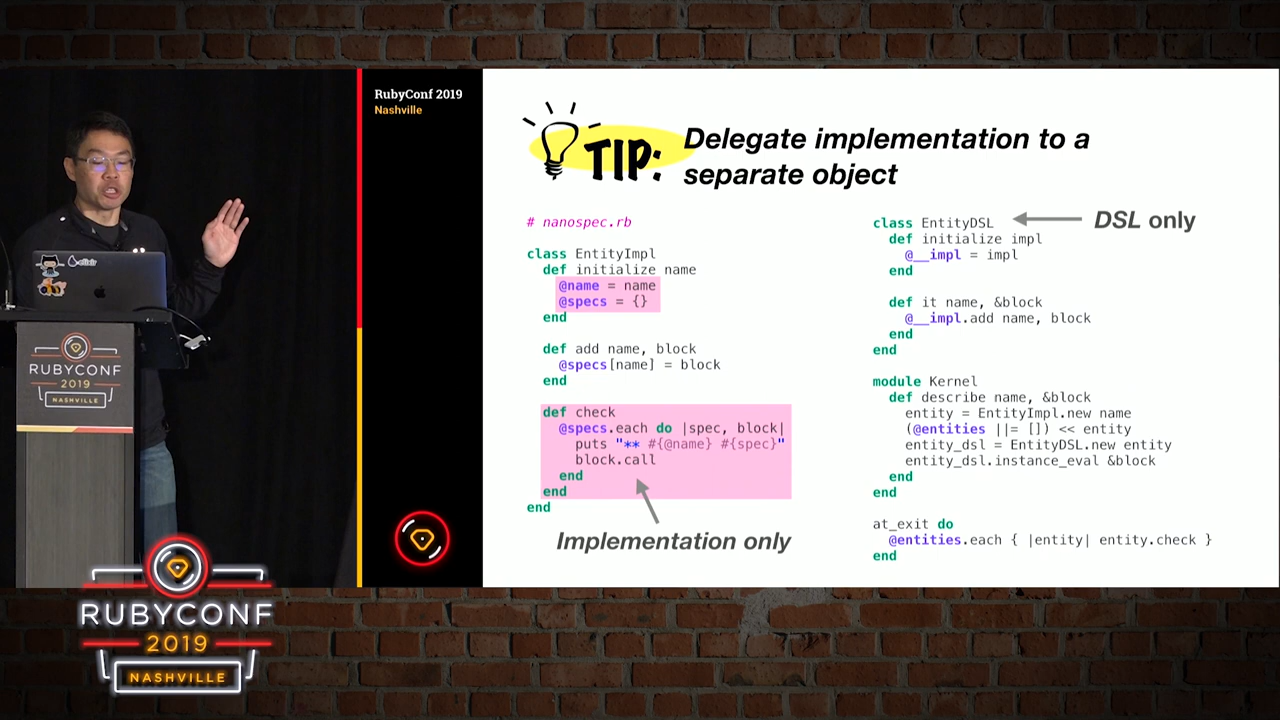 RubyConf 2019
Nashville
TIP:
Delegate implementation to a
separate object
# nanospec.rb
class EntityImpl
  def initialize name
    @name = name
    @specs = {}
  end
  def add name, block
    @specs[name] = block
  end
  def check
    @specs.each do |spec, block|
      puts "** #{@name} #{spec}"
      block.call
    end
  end
end
Implementation only
class EntityDSL
DSL only
  def initialize impl
    @__impl = impl
  end
  def it name, &block
    @__impl.add name, block
  end
end
module Kernel
  def describe name, &block
    entity = EntityImpl.new name
    (@entities ||= []) << entity
    entity_dsl = EntityDSL.new entity
    entity_dsl.instance_eval &block
  end
end
at_exit do
  @entities.each { |entity| entity.check }
end
elixir
RUBYCONF
2019
NASHVILLE
RUBYCONF
2019
NASHVILLE